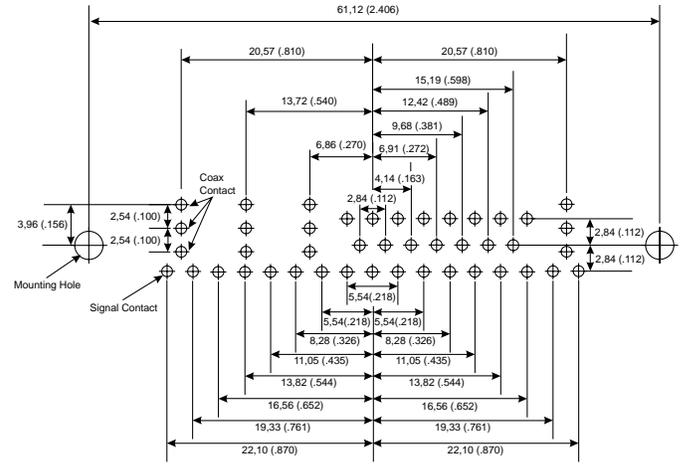 61,12 (2.406)
20,57 (.810) 20,57 (.810)
15,19 (.598)
13,72 (.540) 12,42 (.489)
9,68 (.381)
6,86 (.270) 6,91 (.272)
Coax
Contact
4,14 (.163)
2,84 (.112)
3,96 (.156) 2,54 (.100) 2,84 (.112)
2,54 (.100) 2,84 (.112)
Mounting Hole
Signal Contact
5,54(.218)
5,54(.218) 5,54(.218)
8,28 (.326) 8,28 (.326)
11,05 (.435) 11,05 (.435)
13,82 (.544) 13,82 (.544)
16,56 (.652) 16,56 (.652)
19,33 (.761) 19,33 (.761)
22,10 (.870) 22,10 (.870)